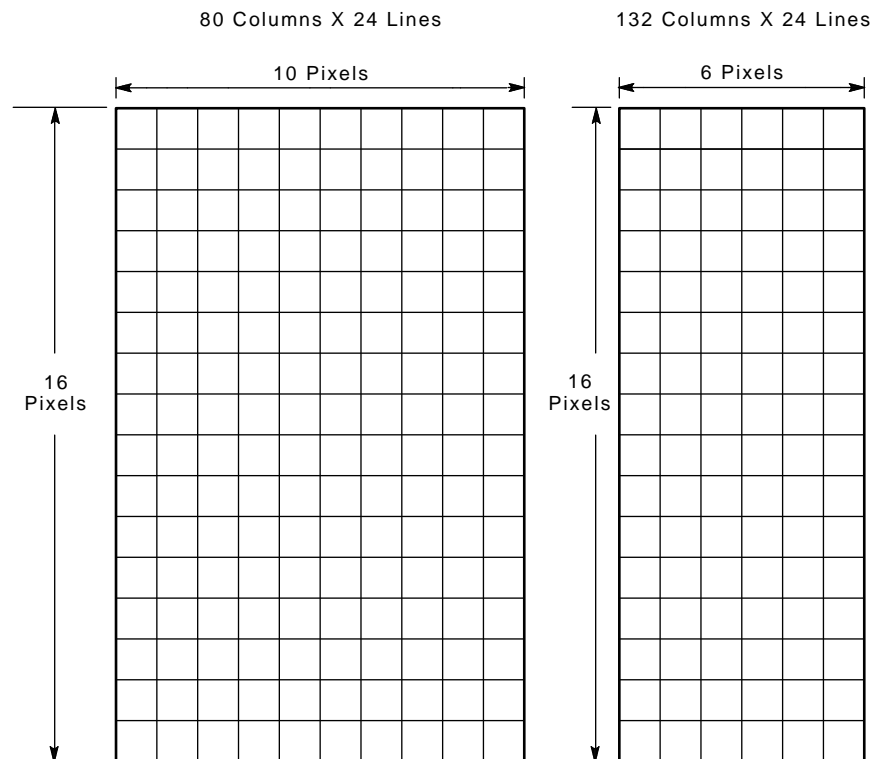 80 Columns X 24 Lines
132 Columns X 24 Lines
10 Pixels
6 Pixels
16
Pixels
16
Pixels